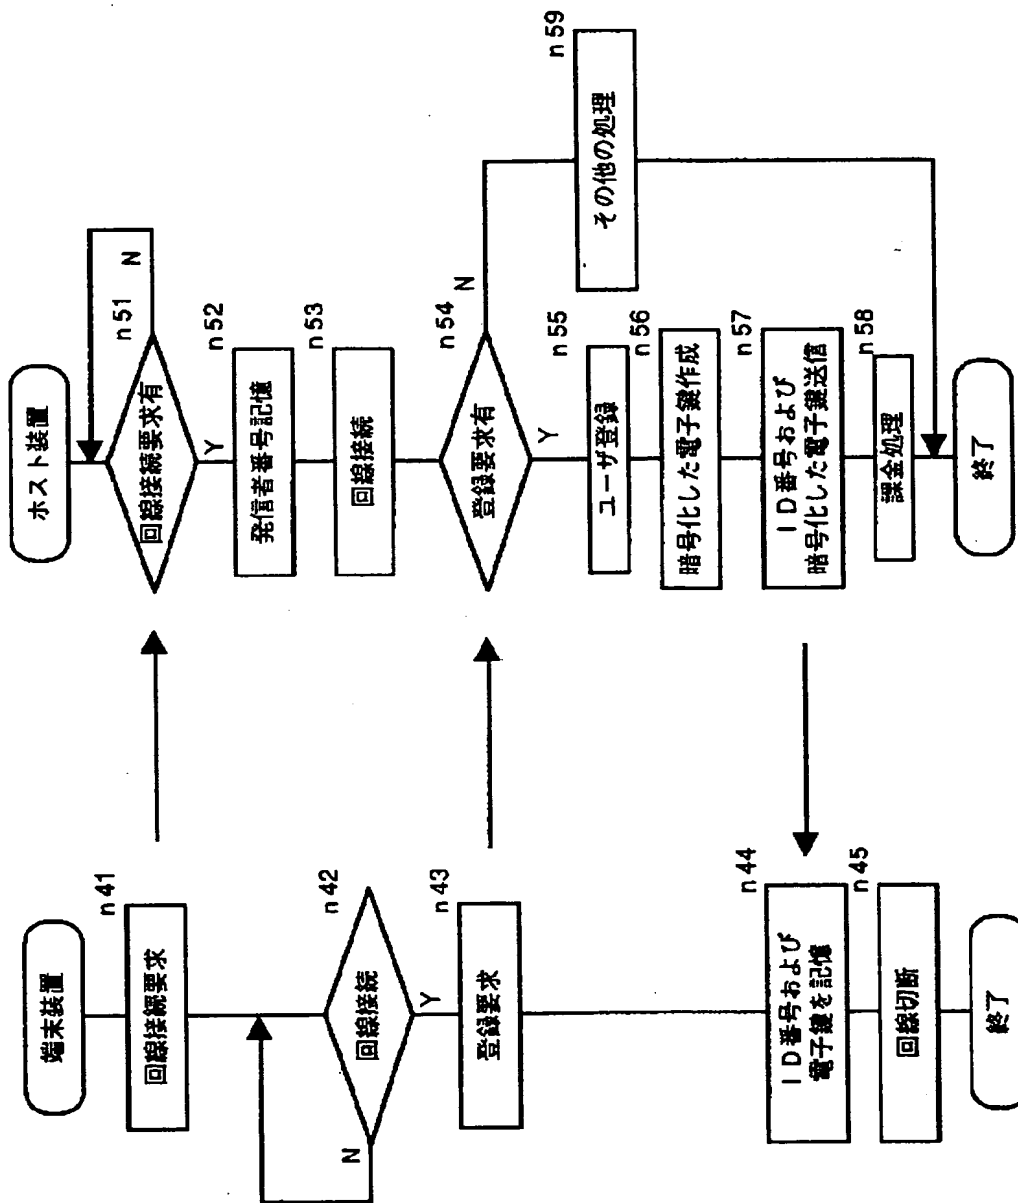 端末装置
n41
回線接続要求
n42
回線接続
N
Y
n43
登録要求
n44
ID番号および
電子鍵を記憶
n45
回線切断
終了
ホスト装置
n51
回線接続要求有
N
Y
n52
発信者番号記憶
n53
回線接続
n54
登録要求有
N
Y
n55
ユーザ登録
n56
暗号化した電子鍵作成
n57
ID番号および
暗号化した電子鍵送信
n58
課金処理
n59
その他の処理
終了